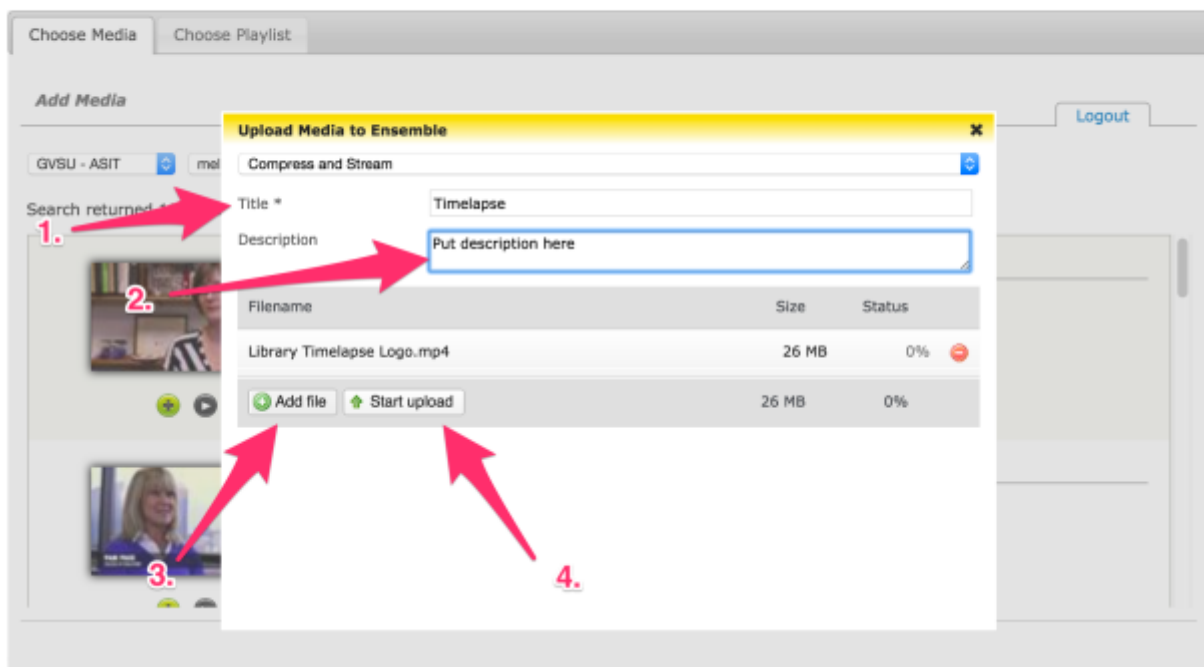 Choose Media Choose Playlist
Add Media
Logout
Upload Media to Ensemble
GVSU - ASIT mel
Compress and Stream
Search returned
1.
Title * Timelapse
Description Put description here
2.
Filename Size Status
Library Timelapse Logo.mp4 26 MB 0%
Add file Start upload 26 MB 0%
3.
4.